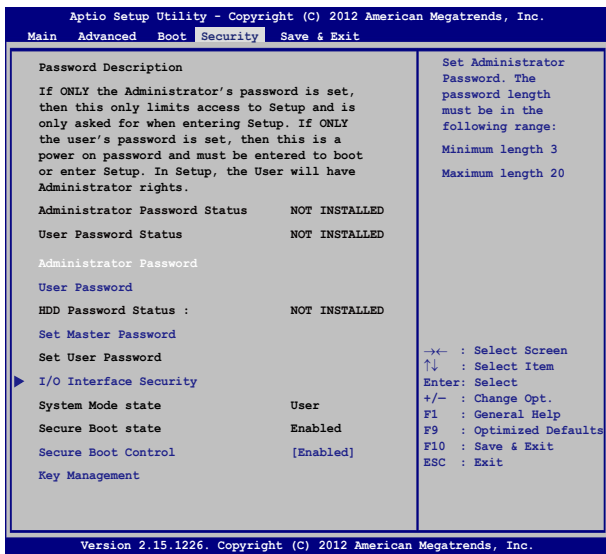 Aptio Setup Utility - Copyright (C) 2012 American Megatrends, Inc.
Main Advanced Boot Security Save & Exit
Password Description
If ONLY the Administrator's password is set,
then this only limits access to Setup and is
only asked for when entering Setup. If ONLY
the user's password is set, then this is a
power on password and must be entered to boot
or enter Setup. In Setup, the User will have
Administrator rights.
Administrator Password Status NOT INSTALLED
User Password Status NOT INSTALLED
Administrator Password
User Password
HDD Password Status : NOT INSTALLED
Set Master Password
Set User Password
I/O Interface Security
System Mode state User
Secure Boot state Enabled
Secure Boot Control [Enabled]
Key Management
Set Administrator
Password. The
password length
must be in the
following range:
Minimum length 3
Maximum length 20
→← : Select Screen
↑↓ : Select Item
Enter: Select
+/— : Change Opt.
F1 : General Help
F9 : Optimized Defaults
F10 : Save & Exit
ESC : Exit
Version 2.15.1226. Copyright (C) 2012 American Megatrends, Inc.